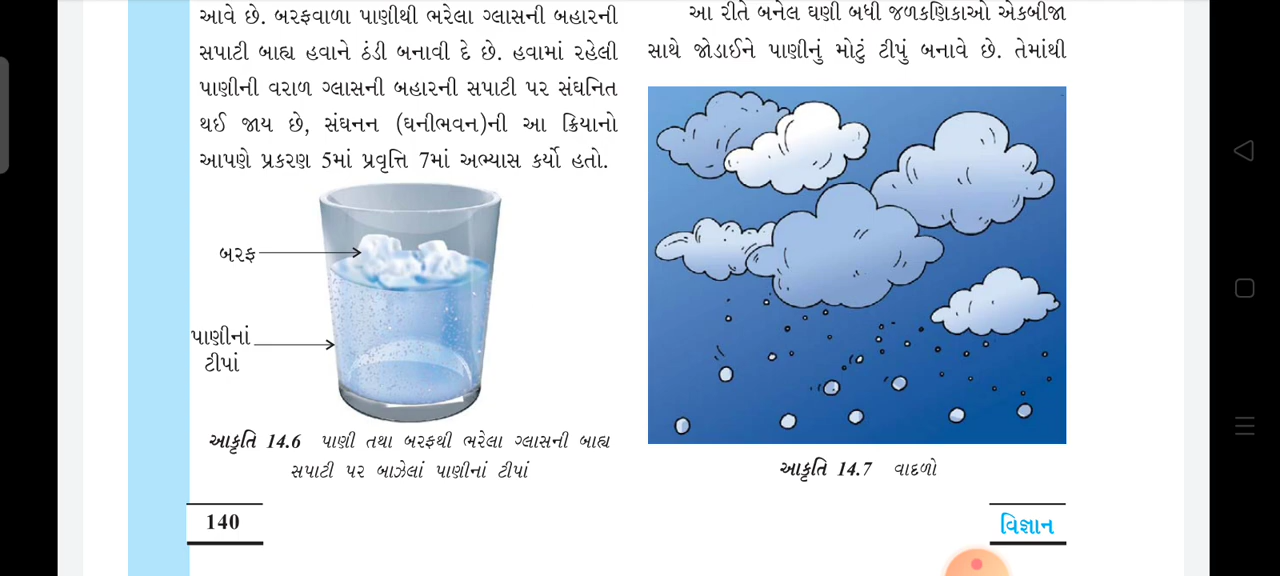 આવે છે. બરફવાળા પાણીથી ભરેલા ગ્લાસની બહારની
સપાટી બાહ્ય હવાને ઠંડી બનાવી દે છે. હવામાં રહેલી
પાણીની વરાળ ગ્લાસની બહારની સપાટી પર સંઘનિત
થઈ જાય છે, સંઘનન (ઘનીભવન)ની આ ક્રિયાનો
આપણે પ્રકરણ 5માં પ્રવૃત્તિ 7માં અભ્યાસ કર્યો હતો.
બરફ
પાણીનાં
ટીપાં
આકૃતિ 14.6 પાણી તથા બરફથી ભરેલા ગ્લાસની બાહ્ય
સપાટી પર બાઝેલાં પાણીનાં ટીપાં
આ રીતે બનેલ ઘણી બધી જળકણિકાઓ એકબીજા
સાથે જોડાઈને પાણીનું મોટું ટીપું બનાવે છે. તેમાંથી
આકૃતિ 14.7 વાદળો
140
વિજ્ઞાન